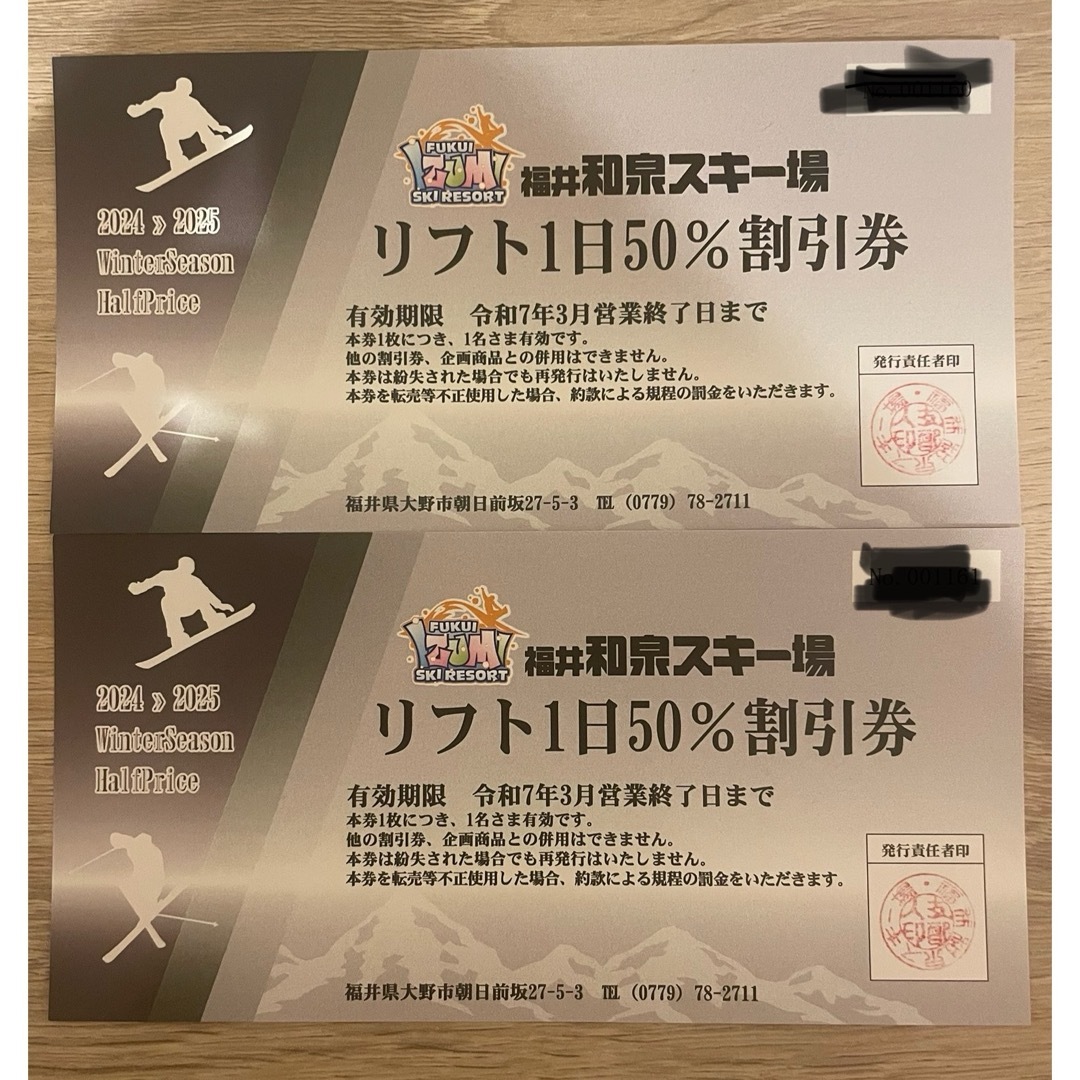 FUKUI
IZUMI
SKI RESORT
福井和泉スキー場
2024 » 2025
WinterSeason
HalfPrice
リフト1日50％割引券
有効期限 令和7年3月営業終了日まで
本券1枚につき、1名さま有効です。
他の割引券、企画商品との併用はできません。
本券は紛失された場合でも再発行はいたしません。
本券を転売等不正使用した場合、約款による規程の罰金をいただきます。
発行責任者印
福井県大野市朝日前坂27-5-3 ℡ (0779) 78-2711
FUKUI
IZUMI
SKI RESORT
福井和泉スキー場
2024 » 2025
WinterSeason
HalfPrice
リフト1日50％割引券
有効期限 令和7年3月営業終了日まで
本券1枚につき、1名さま有効です。
他の割引券、企画商品との併用はできません。
本券は紛失された場合でも再発行はいたしません。
本券を転売等不正使用した場合、約款による規程の罰金をいただきます。
発行責任者印
福井県大野市朝日前坂27-5-3 ℡ (0779) 78-2711